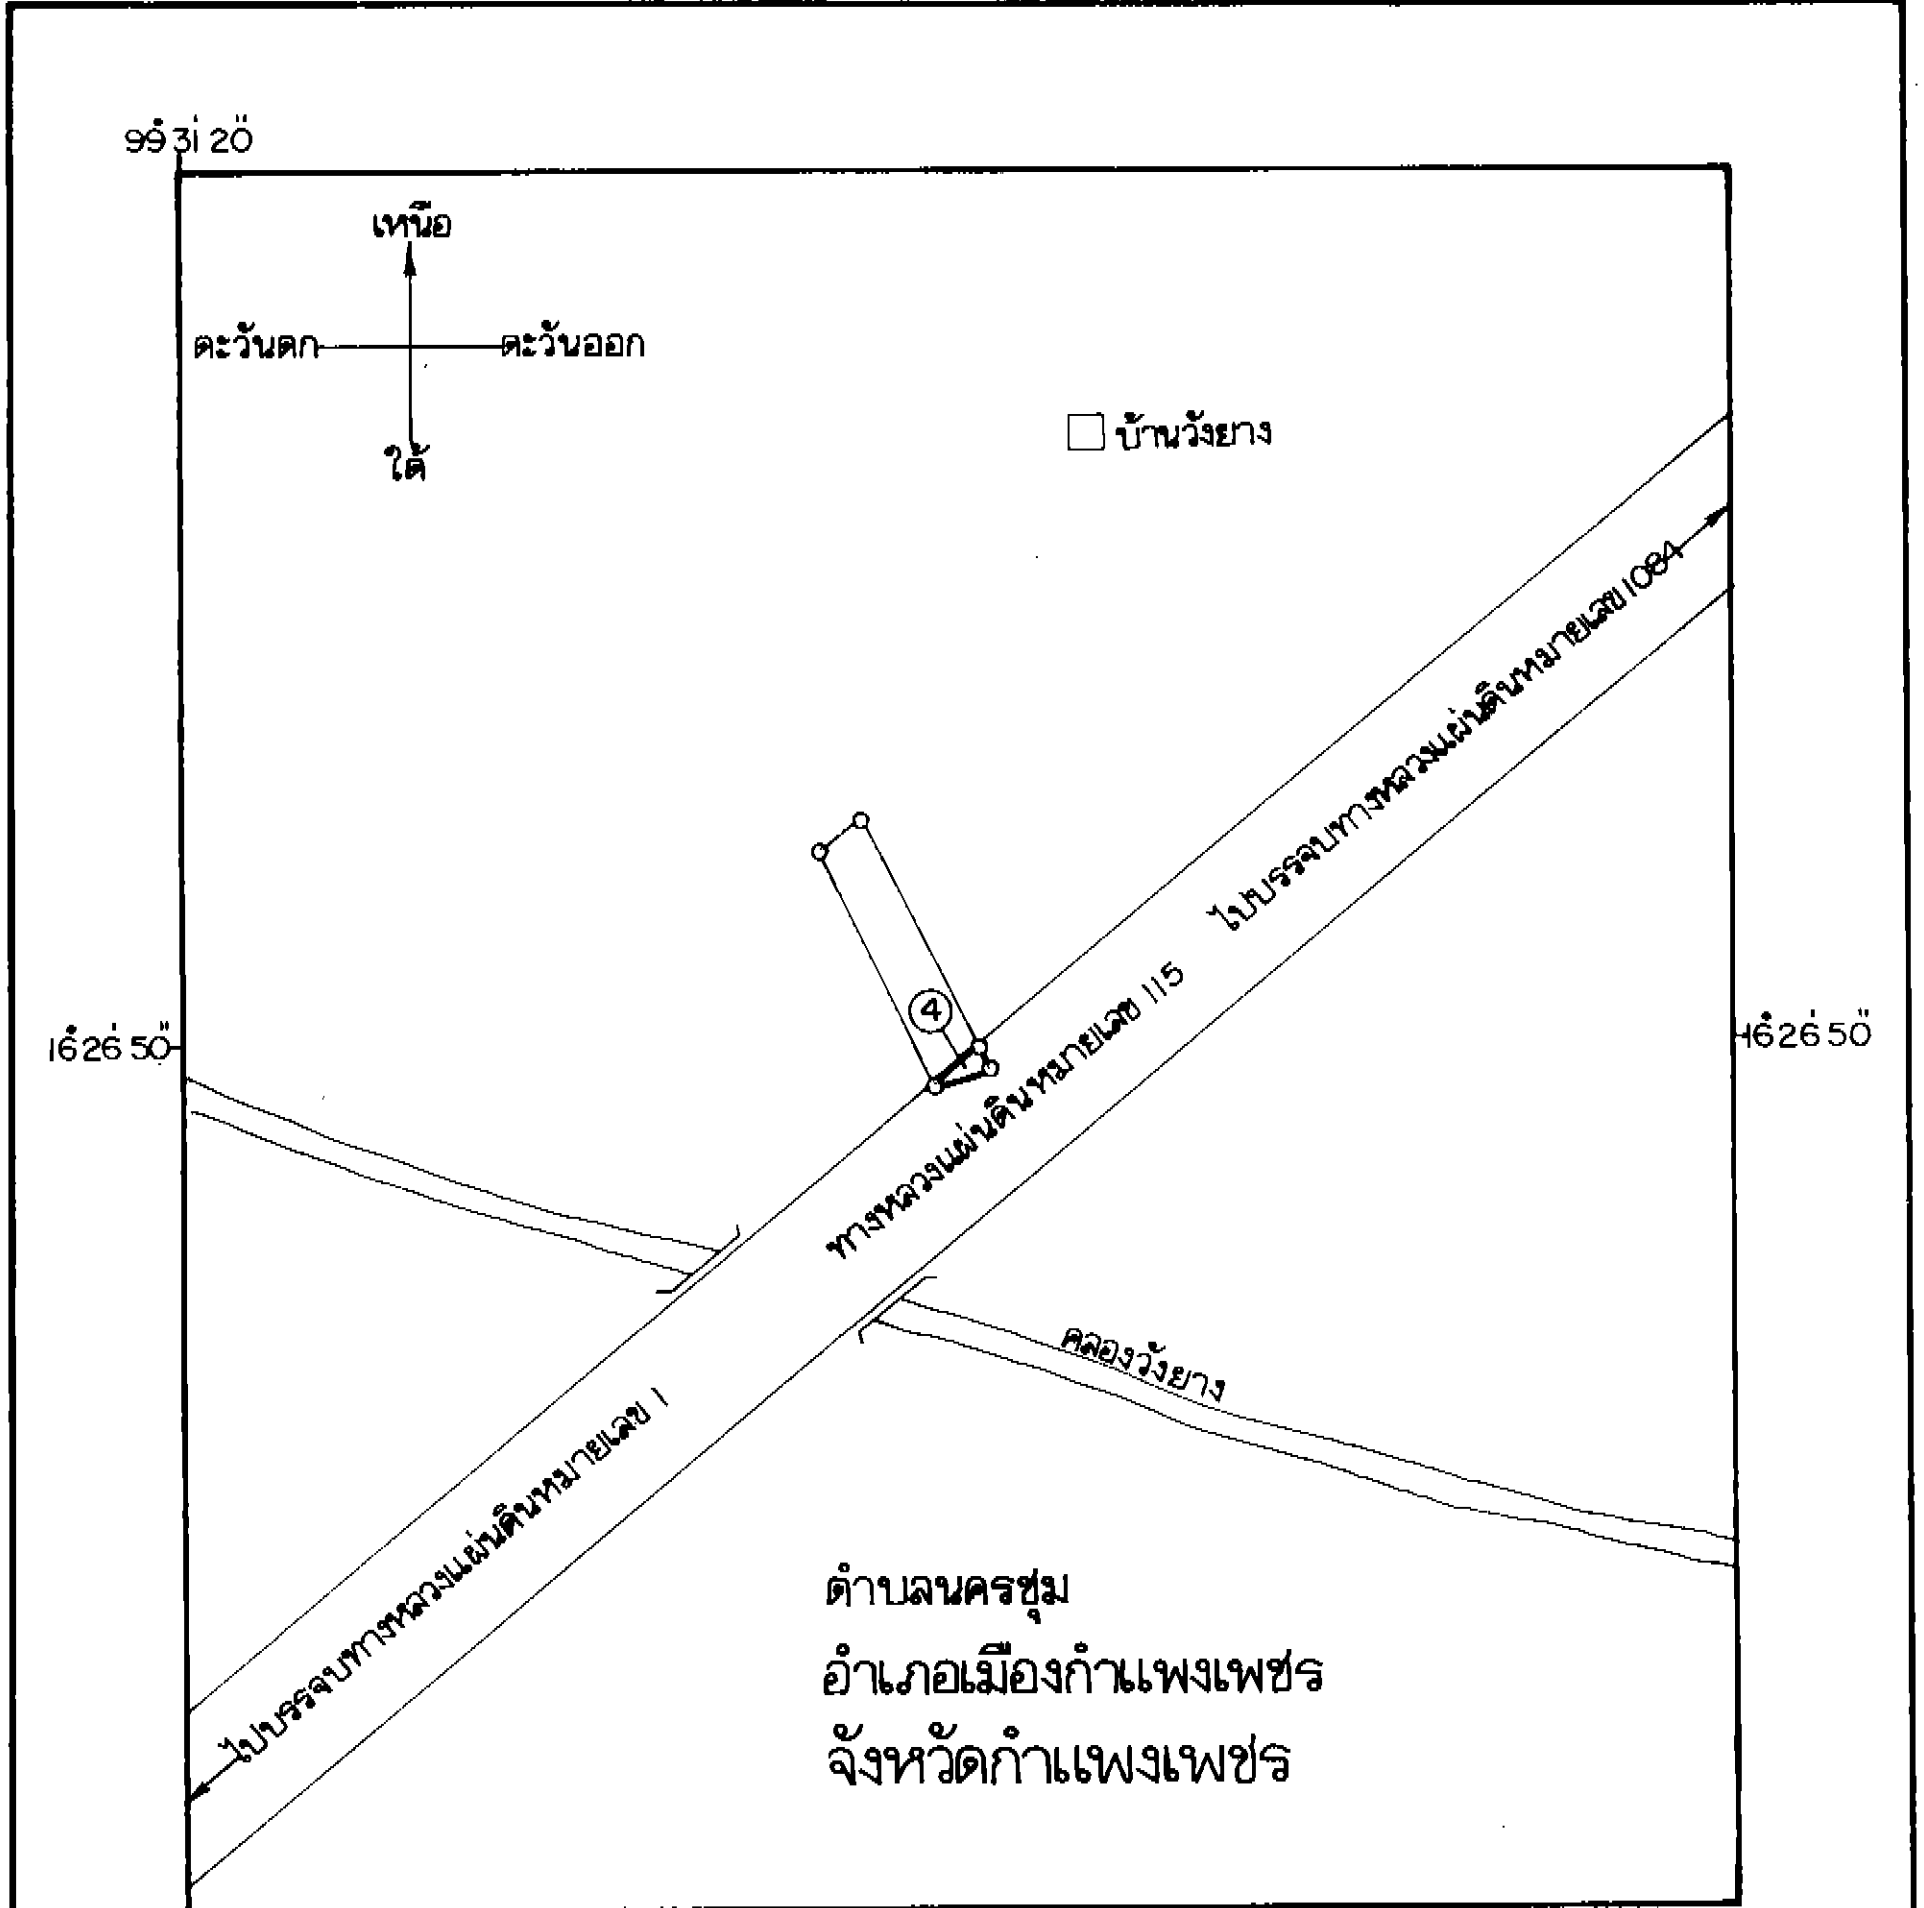 99° 31' 20"
เหนือ
ตะวันตก
ตะวันออก
ใต้
บ้านวังยาง
ไปบรรจบทางหลวงแผ่นดินหมายเลข 1084
4
ทางหลวงแผ่นดินหมายเลข 115
16° 26' 50"
16° 26' 50"
คลองวังยาง
ไปบรรจบทางหลวงแผ่นดินหมายเลข 1
ตำบลนครชุม
อำเภอเมืองกำแพงเพชร
จังหวัดกำแพงเพชร